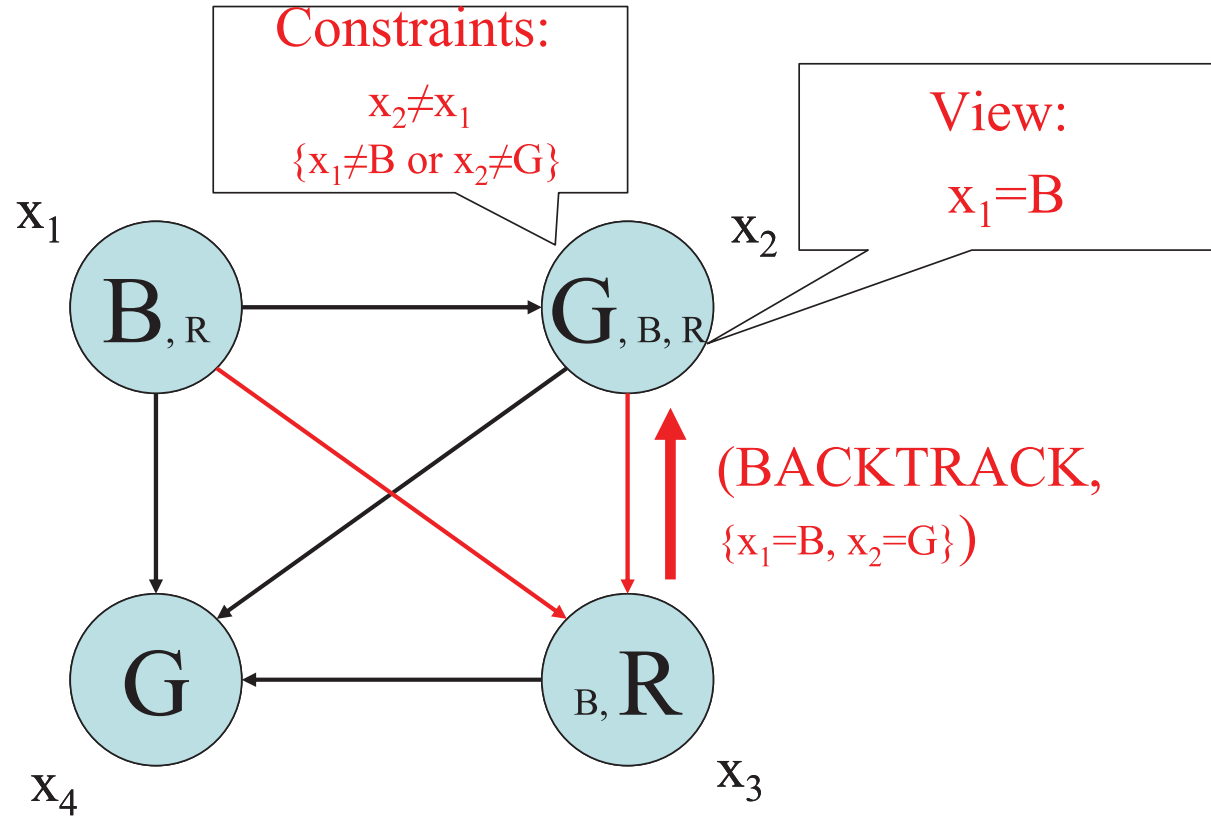 Constraints:
x₂≠x₁
{x₁≠B or x₂≠G}
View:
x₁=B
x₁
x₂
B, R
G, B, R
(BACKTRACK,
{x₁=B, x₂=G})
G
B, R
x₄
x₃